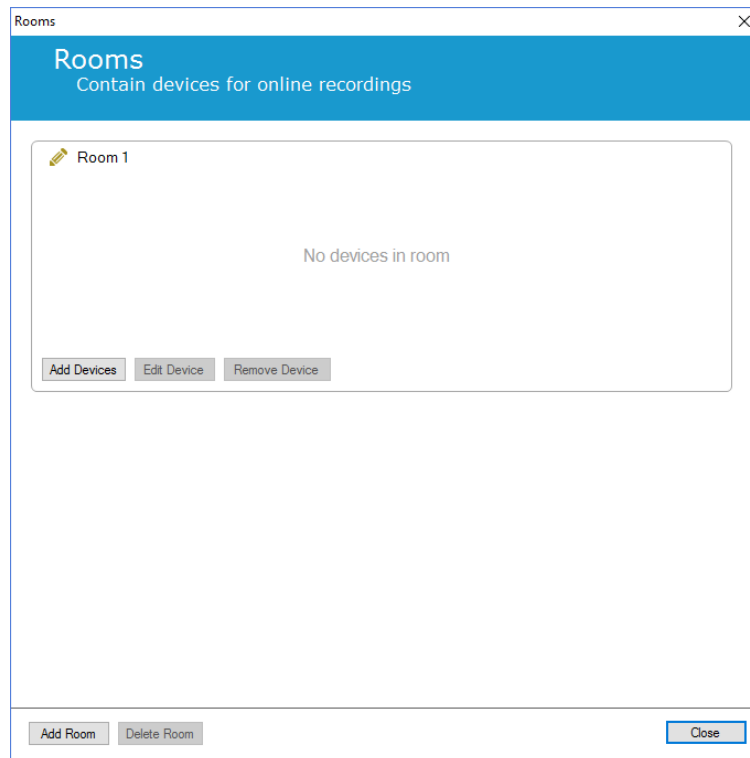 Rooms
Rooms
Contain devices for online recordings
Room 1
No devices in room
Add Devices Edit Device Remove Device
Add Room Delete Room Close